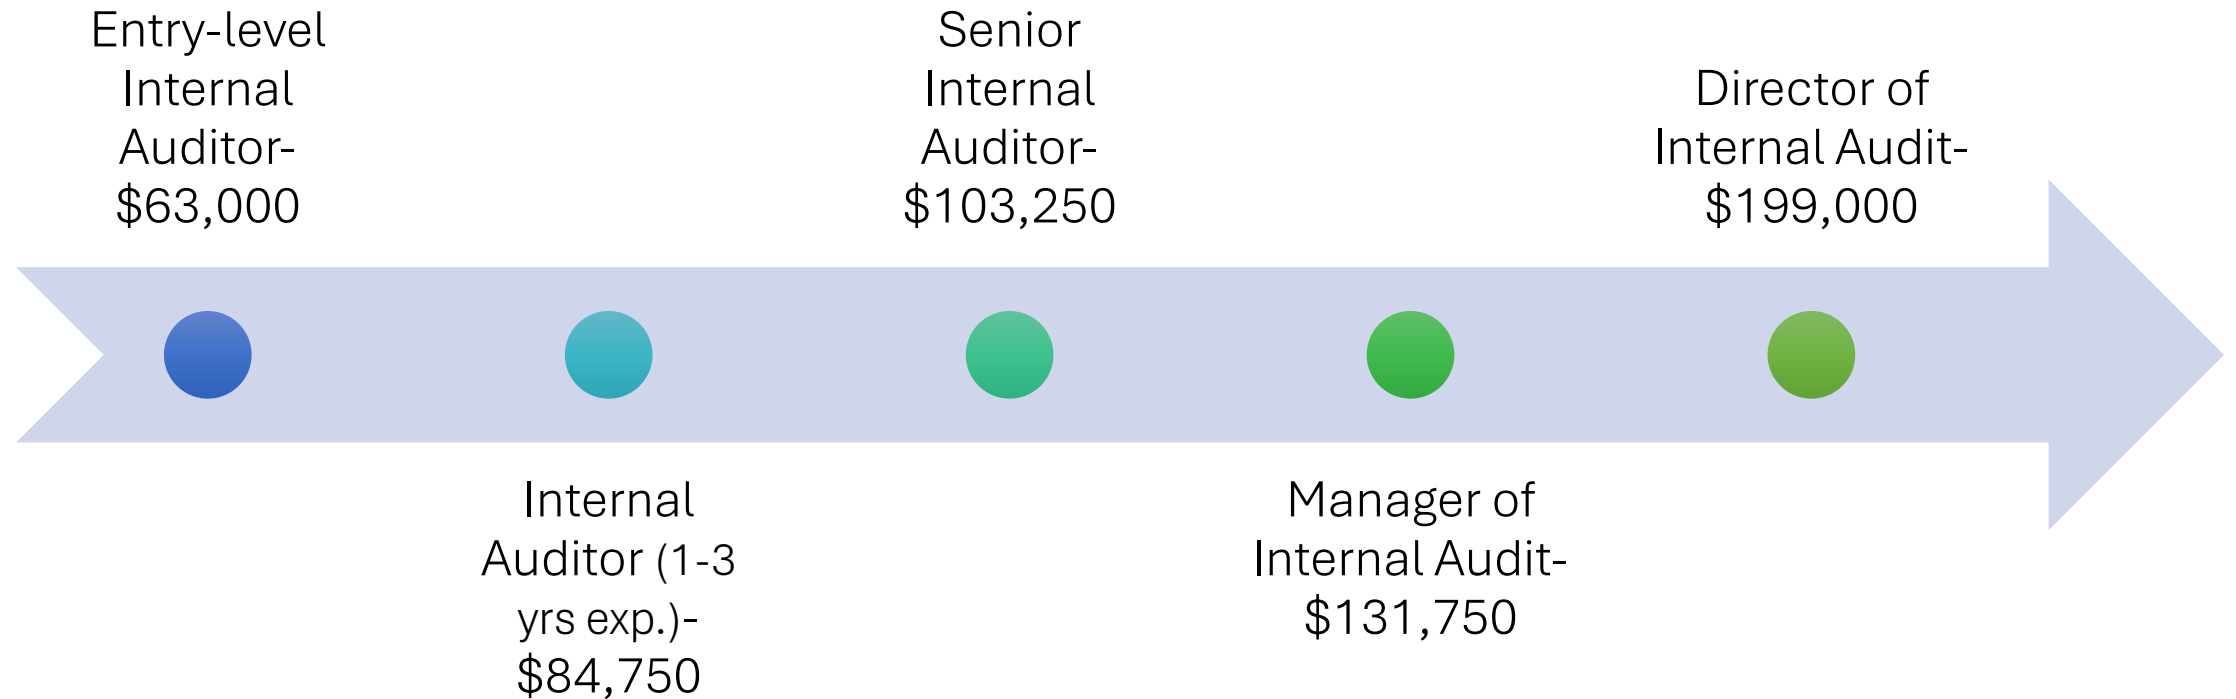 Entry-level
Internal
Auditor-
$63,000
Internal
Auditor (1-3
yrs exp.)-
$84,750
Senior
Internal
Auditor-
$103,250
Manager of
Internal Audit-
$131,750
Director of
Internal Audit-
$199,000